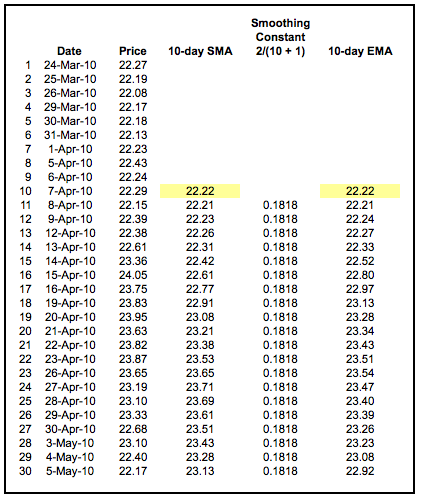 Smoothing
Constant
Date Price 10-day SMA 2/(10 + 1) 10-day EMA
1 24-Mar-10 22.27
2 25-Mar-10 22.19
3 26-Mar-10 22.08
4 29-Mar-10 22.17
5 30-Mar-10 22.18
6 31-Mar-10 22.13
7 1-Apr-10 22.23
8 5-Apr-10 22.43
9 6-Apr-10 22.24
10 7-Apr-10 22.29 22.22 22.22
11 8-Apr-10 22.15 22.21 0.1818 22.21
12 9-Apr-10 22.39 22.23 0.1818 22.24
13 12-Apr-10 22.38 22.26 0.1818 22.27
14 13-Apr-10 22.61 22.31 0.1818 22.33
15 14-Apr-10 23.36 22.42 0.1818 22.52
16 15-Apr-10 24.05 22.61 0.1818 22.80
17 16-Apr-10 23.75 22.77 0.1818 22.97
18 19-Apr-10 23.83 22.91 0.1818 23.13
19 20-Apr-10 23.95 23.08 0.1818 23.28
20 21-Apr-10 23.63 23.21 0.1818 23.34
21 22-Apr-10 23.82 23.38 0.1818 23.43
22 23-Apr-10 23.87 23.53 0.1818 23.51
23 26-Apr-10 23.65 23.65 0.1818 23.54
24 27-Apr-10 23.19 23.71 0.1818 23.47
25 28-Apr-10 23.10 23.69 0.1818 23.40
26 29-Apr-10 23.33 23.61 0.1818 23.39
27 30-Apr-10 22.68 23.51 0.1818 23.26
28 3-May-10 23.10 23.43 0.1818 23.23
29 4-May-10 22.40 23.28 0.1818 23.08
30 5-May-10 22.17 23.13 0.1818 22.92